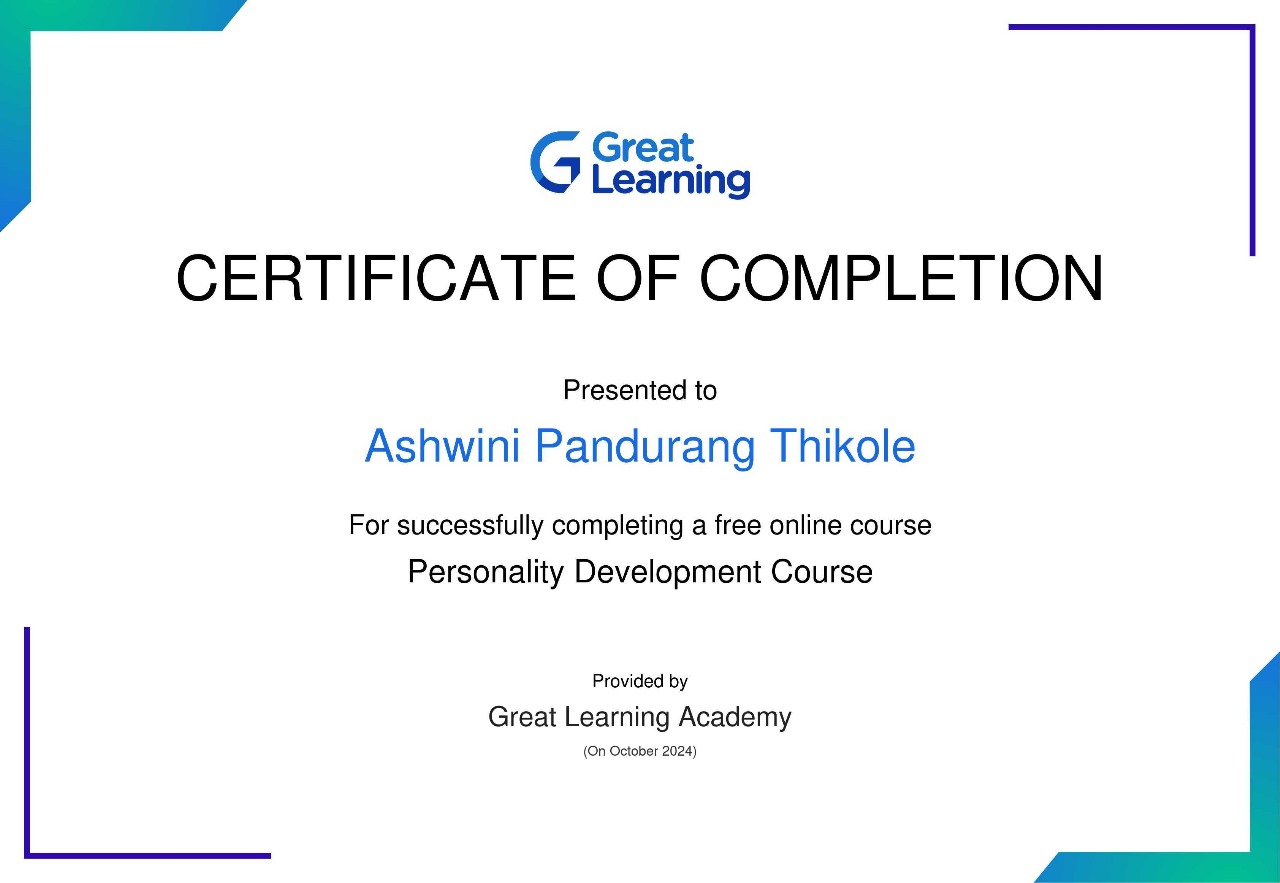 Great
Learning
CERTIFICATE OF COMPLETION
Presented to
Ashwini Pandurang Thikole
For successfully completing a free online course
Personality Development Course
Provided by
Great Learning Academy
(On October 2024)